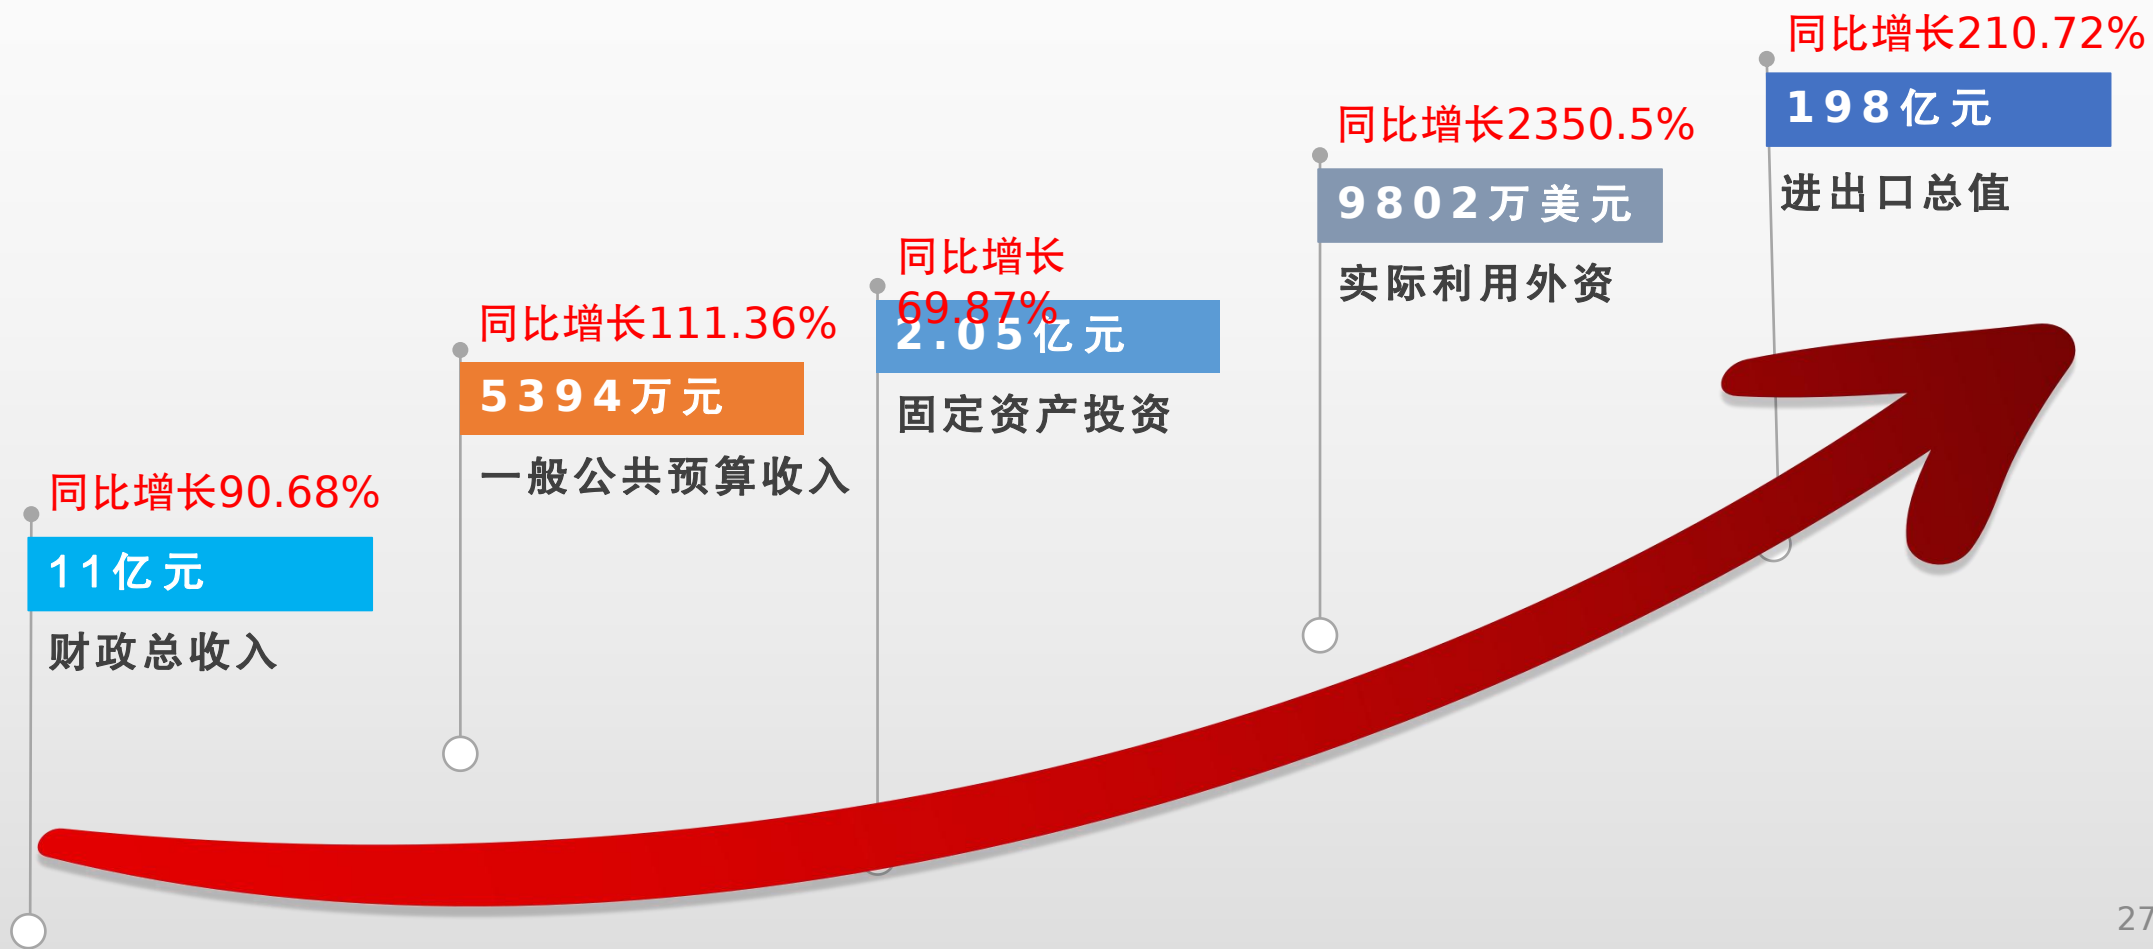 同比增长90.68%
11亿元
财政总收入
同比增长111.36%
5394万元
一般公共预算收入
同比增长
69.87%
2.05亿元
固定资产投资
同比增长2350.5%
9802万美元
实际利用外资
同比增长210.72%
198亿元
进出口总值
27